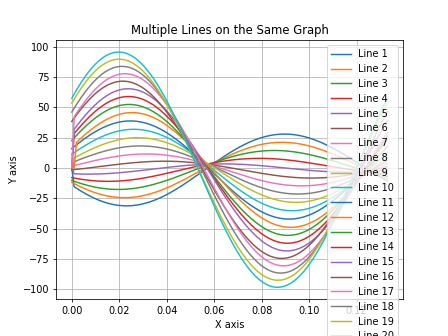 Multiple Lines on the Same Graph
100
75
50
25
0
−25
−50
−75
−100
Y axis
0.00
0.02
0.04
0.06
0.08
0.10
X axis
Line 1
Line 2
Line 3
Line 4
Line 5
Line 6
Line 7
Line 8
Line 9
Line 10
Line 11
Line 12
Line 13
Line 14
Line 15
Line 16
Line 17
Line 18
Line 19
Line 20